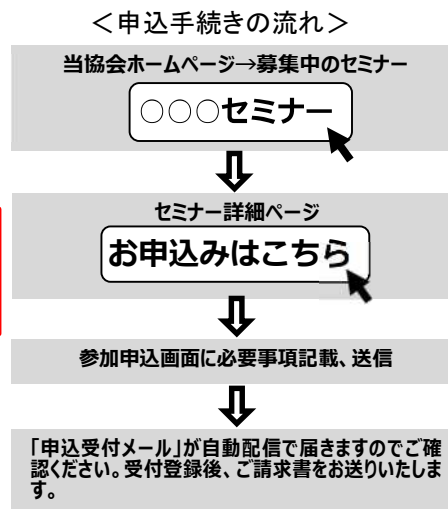 ＜申込手続きの流れ＞
当協会ホームページ→募集中のセミナー
○○○セミナー
セミナー詳細ページ
お申込みはこちら
参加申込画面に必要事項記載、送信
「申込受付メール」が自動配信で届きますのでご確
認ください。受付登録後、ご請求書をお送りいたしま
す。